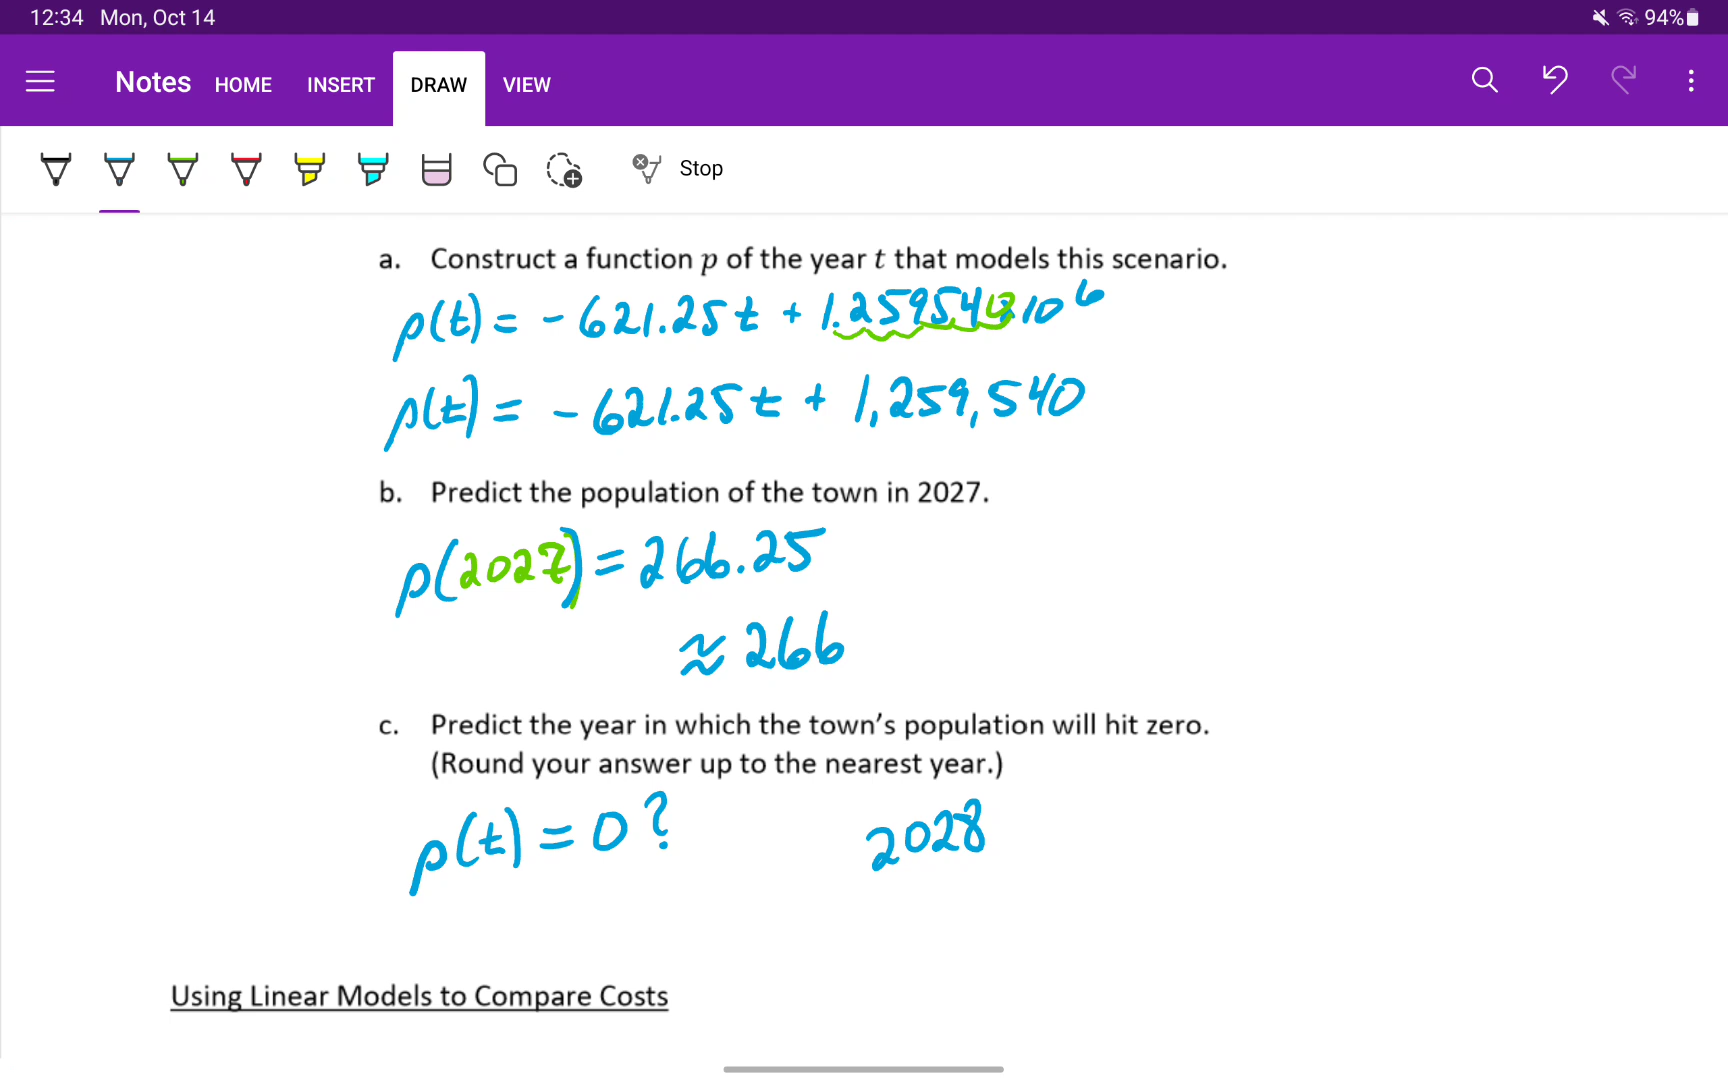 12:34 Mon, Oct 14 94%
Notes HOME INSERT DRAW VIEW
Stop
a. Construct a function p of the year t that models this scenario.
p(t) = -621.25t + 1.25954 × 10^6
p(t) = -621.25t + 1,259,540
b. Predict the population of the town in 2027.
p(2027) = 266.25
≈ 266
c. Predict the year in which the town's population will hit zero.
(Round your answer up to the nearest year.)
p(t) = 0? 2028
Using Linear Models to Compare Costs